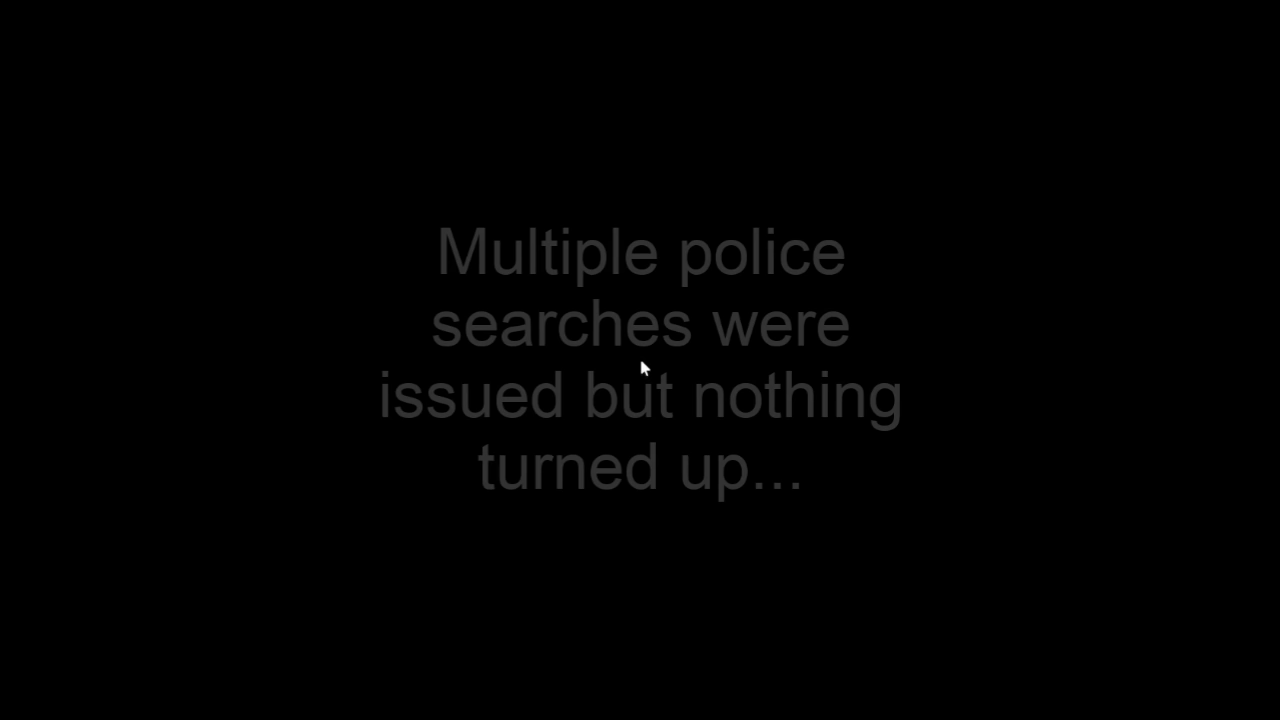 Multiple police
searches were
issued but nothing
turned up...